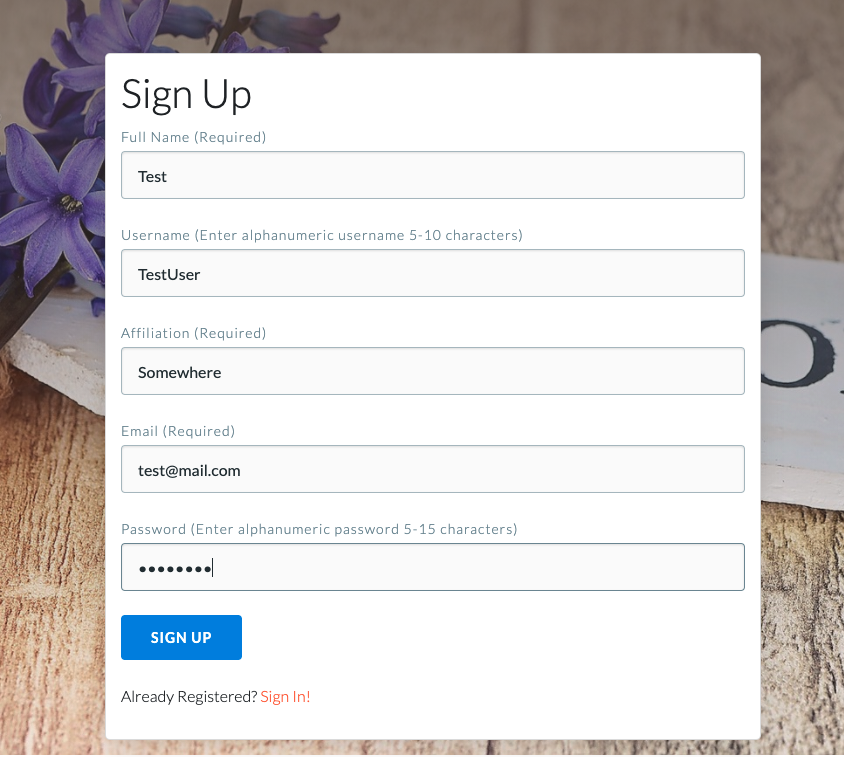 Sign Up
Full Name (Required)
Test
Username (Enter alphanumeric username 5-10 characters)
TestUser
Affiliation (Required)
Somewhere
Email (Required)
test@mail.com
Password (Enter alphanumeric password 5-15 characters)
••••••••
SIGN UP
Already Registered? Sign In!